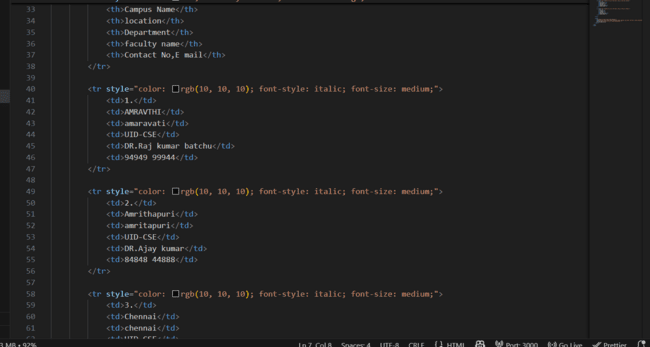 33 <th>Campus Name</th>
34 <th>location</th>
35 <th>Department</th>
36 <th>faculty name</th>
37 <th>Contact No,E mail</th>
38 </tr>
39
40 <tr style="color: rgb(10, 10, 10); font-style: italic; font-size: medium;">
41 <td>1.</td>
42 <td>AMRAVTHI</td>
43 <td>amaravati</td>
44 <td>UID-CSE</td>
45 <td>DR.Raj kumar batchu</td>
46 <td>94949 99944</td>
47 </tr>
48
49 <tr style="color: rgb(10, 10, 10); font-style: italic; font-size: medium;">
50 <td>2.</td>
51 <td>Amrithapuri</td>
52 <td>amritapuri</td>
53 <td>UID-CSE</td>
54 <td>DR.Ajay kumar</td>
55 <td>84848 44888</td>
56 </tr>
57
58 <tr style="color: rgb(10, 10, 10); font-style: italic; font-size: medium;">
59 <td>3.</td>
60 <td>Chennai</td>
61 <td>chennai</td>
62 <td>UID-CSE</td>
3 MB • 92% Ln 7, Col 8 Spaces: 4 UTF-8 CRLF {} HTML Port: 3000 Go Live Prettier